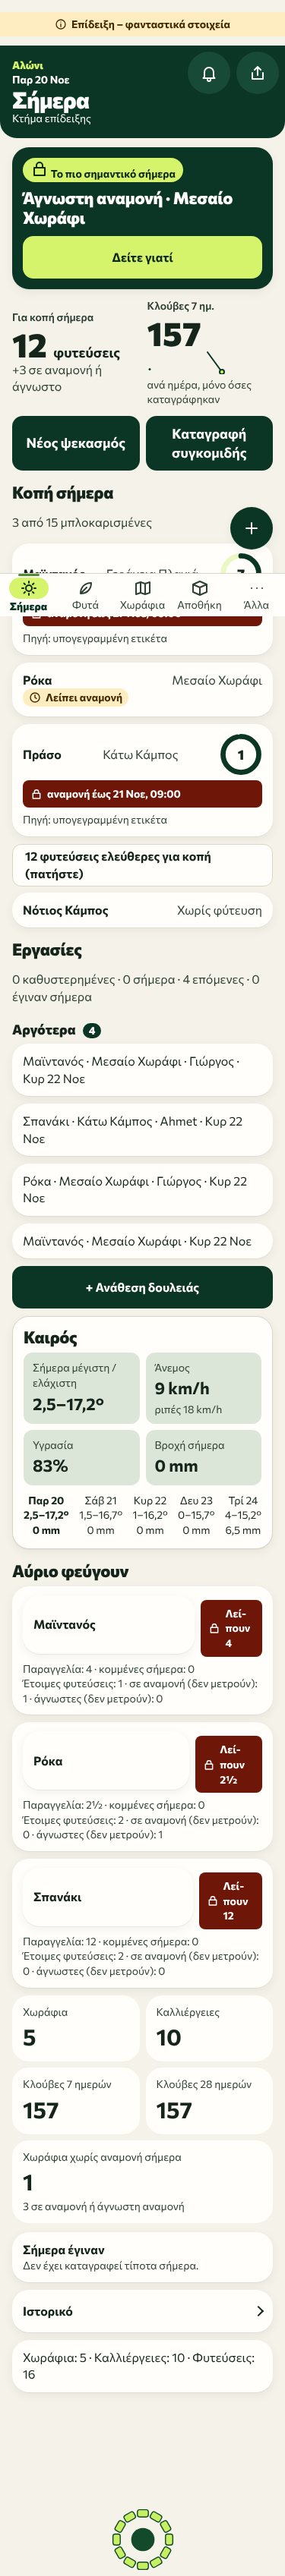 Επίδειξη – φανταστικά στοιχεία
Αλώνι
Παρ 20 Νοε
Σήμερα
Κτήμα επίδειξης
Το πιο σημαντικό σήμερα
Άγνωστη αναμονή · Μεσαίο
Χωράφι
Δείτε γιατί
Για κοπή σήμερα
12 φυτεύσεις
+3 σε αναμονή ή
άγνωστο
Κλούβες 7 ημ.
157
ανά ημέρα, μόνο όσες
καταγράφηκαν
Νέος ψεκασμός
Καταγραφή
συγκομιδής
Κοπή σήμερα
3 από 15 μπλοκαρισμένες
Σήμερα
Φυτά
Χωράφια
Αποθήκη
Άλλα
Πηγή: υπογεγραμμένη ετικέτα
Ρόκα Μεσαίο Χωράφι
Λείπει αναμονή
Πράσο Κάτω Κάμπος 1
αναμονή έως 21 Νοε, 09:00
Πηγή: υπογεγραμμένη ετικέτα
12 φυτεύσεις ελεύθερες για κοπή
(πατήστε)
Νότιος Κάμπος Χωρίς φύτευση
Εργασίες
0 καθυστερημένες · 0 σήμερα · 4 επόμενες · 0
έγιναν σήμερα
Αργότερα 4
Μαϊντανός · Μεσαίο Χωράφι · Γιώργος ·
Κυρ 22 Νοε
Σπανάκι · Κάτω Κάμπος · Ahmet · Κυρ 22
Νοε
Ρόκα · Μεσαίο Χωράφι · Γιώργος · Κυρ 22
Νοε
Μαϊντανός · Μεσαίο Χωράφι · Κυρ 22 Νοε
+ Ανάθεση δουλειάς
Καιρός
Σήμερα μέγιστη /
ελάχιστη
2,5–17,2°
Άνεμος
9 km/h
ριπές 18 km/h
Υγρασία
83%
Βροχή σήμερα
0 mm
Παρ 20 Σάβ 21 Κυρ 22 Δευ 23 Τρί 24
2,5–17,2° 1,5–16,7° 1–16,2° 0–15,7° 4–15,2°
0 mm 0 mm 0 mm 0 mm 6,5 mm
Αύριο φεύγουν
Μαϊντανός
Λεί-
πουν
4
Παραγγελία: 4 · κομμένες σήμερα: 0
Έτοιμες φυτεύσεις: 1 · σε αναμονή (δεν μετρούν):
1 · άγνωστες (δεν μετρούν): 0
Ρόκα
Λεί-
πουν
2½
Παραγγελία: 2½ · κομμένες σήμερα: 0
Έτοιμες φυτεύσεις: 2 · σε αναμονή (δεν μετρούν):
0 · άγνωστες (δεν μετρούν): 1
Σπανάκι
Λεί-
πουν
12
Παραγγελία: 12 · κομμένες σήμερα: 0
Έτοιμες φυτεύσεις: 2 · σε αναμονή (δεν μετρούν):
0 · άγνωστες (δεν μετρούν): 0
Χωράφια
5
Καλλιέργειες
10
Κλούβες 7 ημερών
157
Κλούβες 28 ημερών
157
Χωράφια χωρίς αναμονή σήμερα
1
3 σε αναμονή ή άγνωστη αναμονή
Σήμερα έγιναν
Δεν έχει καταγραφεί τίποτα σήμερα.
Ιστορικό
Χωράφια: 5 · Καλλιέργειες: 10 · Φυτεύσεις:
16